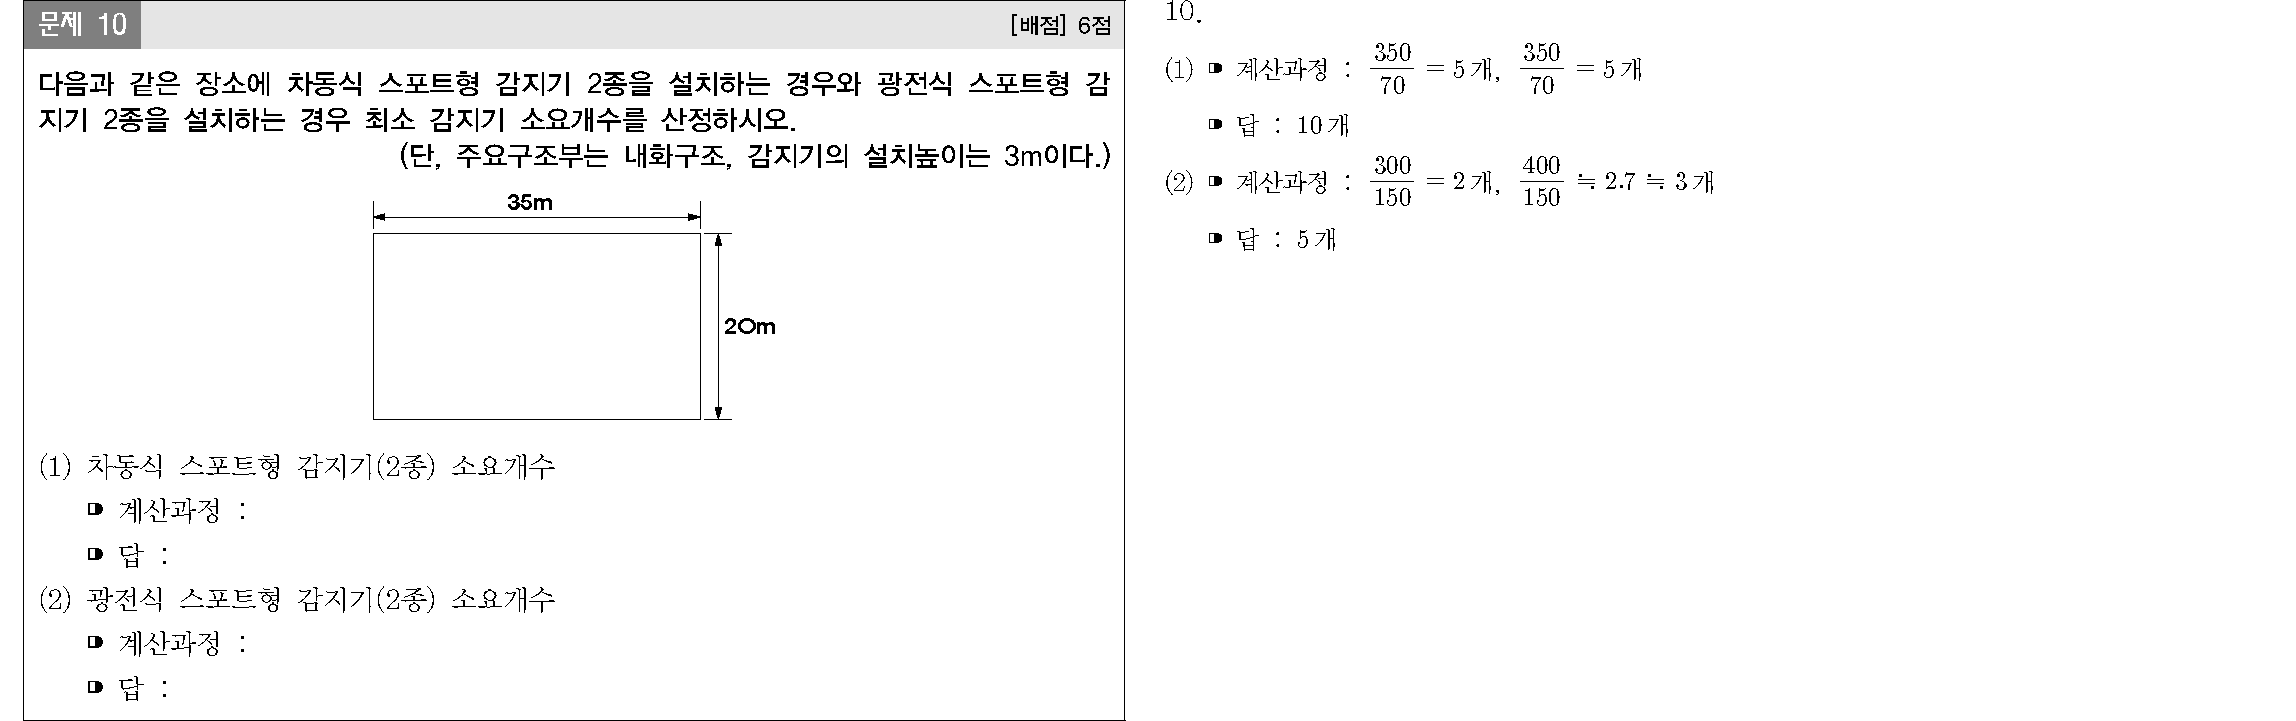 문제 10
[배점] 6점
다음과 같은 장소에 차동식 스포트형 감지기 2종을 설치하는 경우와 광전식 스포트형 감
지기 2종을 설치하는 경우 최소 감지기 소요개수를 산정하시오.
(단, 주요구조부는 내화구조, 감지기의 설치높이는 3m이다.)
35m
20m
(1) 차동식 스포트형 감지기(2종) 소요개수
계산과정 :
답 :
(2) 광전식 스포트형 감지기(2종) 소요개수
계산과정 :
답 :
10.
(1) 계산과정 : 350/70 = 5개, 350/70 = 5개
답 : 10개
(2) 계산과정 : 300/150 = 2개, 400/150 ≒ 2.7 ≒ 3개
답 : 5개